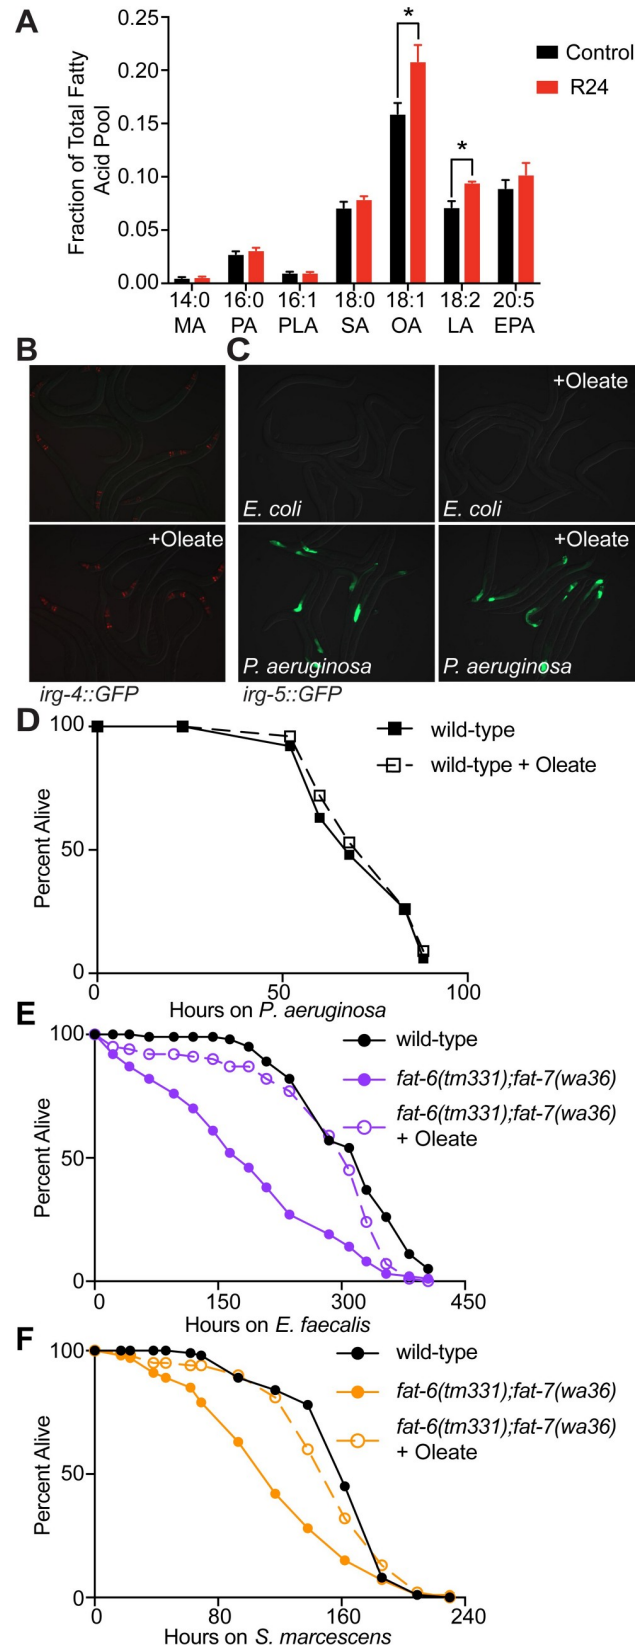 A
Fraction of Total Fatty
Acid Pool
0.25
0.20
0.15
0.10
0.05
0.00
*
*
Control
R24
14:0 16:0 16:1 18:0 18:1 18:2 20:5
MA PA PLA SA OA LA EPA
B
C
+Oleate
E. coli
E. coli
+Oleate
+Oleate
P. aeruginosa
P. aeruginosa
irg-4::GFP
irg-5::GFP
D
Percent Alive
100
50
0
wild-type
wild-type + Oleate
0 50 100
Hours on P. aeruginosa
E
Percent Alive
100
50
0
wild-type
fat-6(tm331);fat-7(wa36)
fat-6(tm331);fat-7(wa36)
+ Oleate
0 150 300 450
Hours on E. faecalis
F
Percent Alive
100
50
0
wild-type
fat-6(tm331);fat-7(wa36)
fat-6(tm331);fat-7(wa36)
+ Oleate
0 80 160 240
Hours on S. marcescens